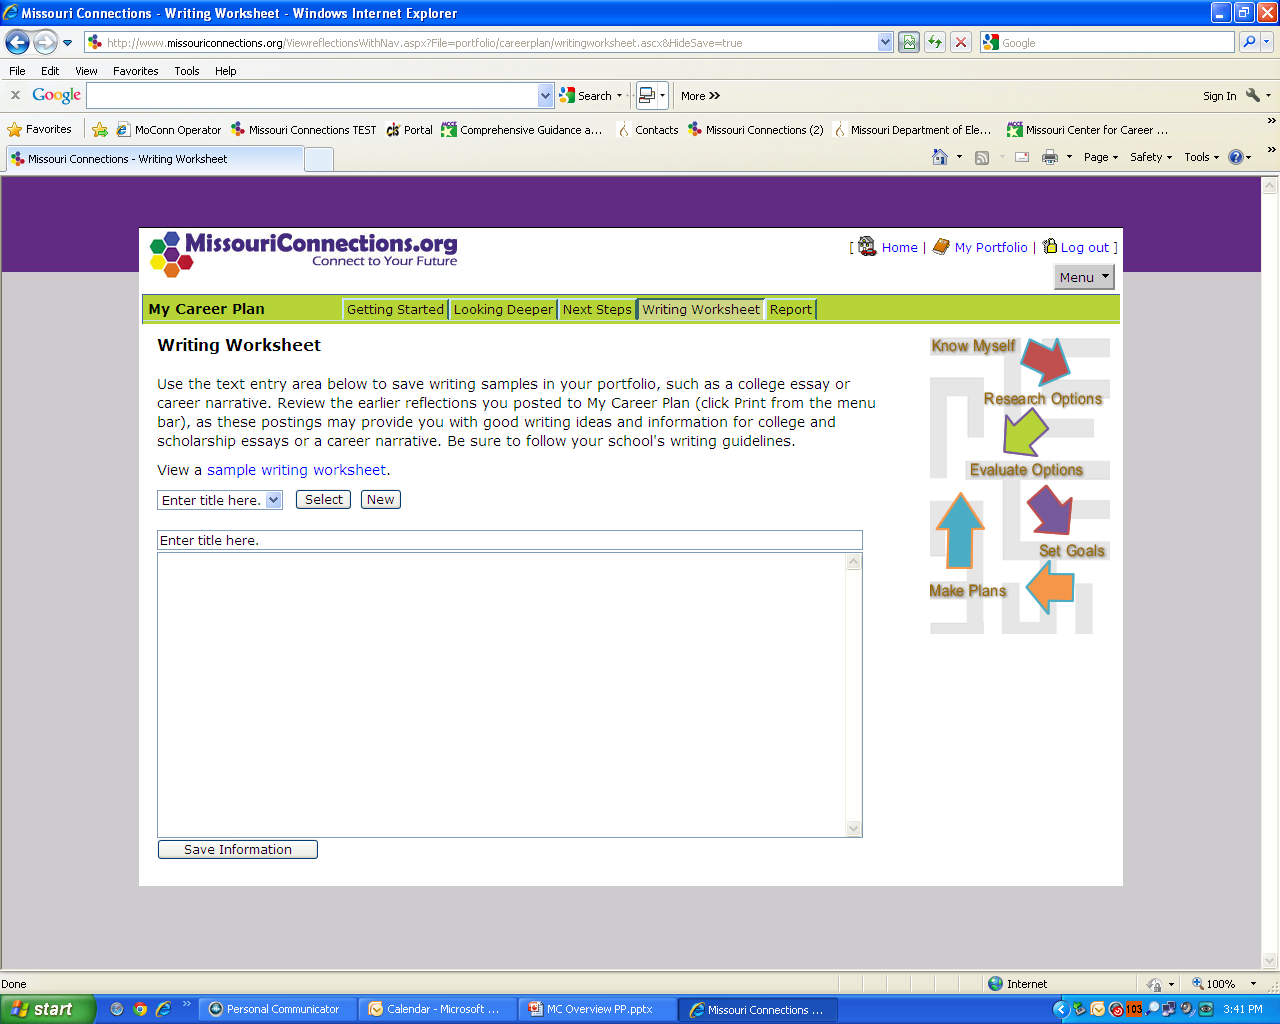 Missouri Connections - Writing Worksheet - Windows Internet Explorer
http://www.missouriconnections.org/ViewreflectionsWithNav.aspx?File=portfolio/careerplan/writingworksheet.ascx&HideSave=true
Google
File Edit View Favorites Tools Help
x Google Search More >> Sign In
Favorites MoConn Operator Missouri Connections TEST cis Portal Comprehensive Guidance a... Contacts Missouri Connections (2) Missouri Department of Ele... Missouri Center for Career ...
Missouri Connections - Writing Worksheet Page Safety Tools
MissouriConnections.org
Connect to Your Future
[ Home | My Portfolio | Log out ]
Menu
My Career Plan Getting Started Looking Deeper Next Steps Writing Worksheet Report
Writing Worksheet
Use the text entry area below to save writing samples in your portfolio, such as a college essay or
career narrative. Review the earlier reflections you posted to My Career Plan (click Print from the menu
bar), as these postings may provide you with good writing ideas and information for college and
scholarship essays or a career narrative. Be sure to follow your school's writing guidelines.
View a sample writing worksheet.
Enter title here. Select New
Enter title here.
Save Information
Know Myself
Research Options
Evaluate Options
Set Goals
Make Plans
Done Internet 100%
start Personal Communicator Calendar - Microsoft ... MC Overview PP.pptx Missouri Connections ... 103 3:41 PM